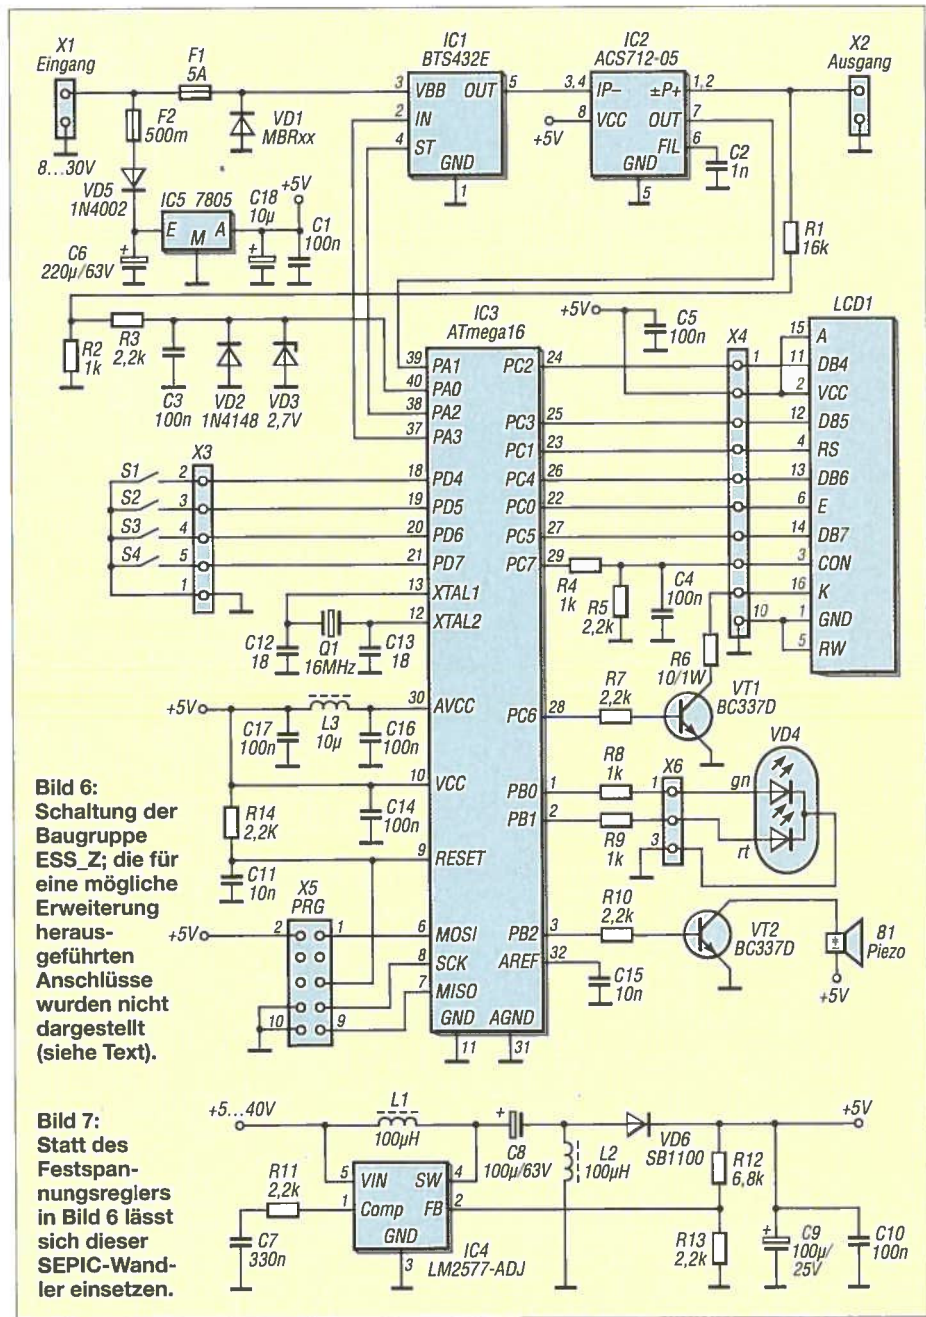 X1
Eingang
8...30V
F1
5A
F2
500m
VD1
MBRxx
VD5
1N4002
IC5 7805
E
M
A
C18
10µ
+5V
C1
100n
C6
220µ/63V
IC1
BTS432E
3
VBB
OUT
5
2
IN
4
ST
GND
1
IC2
ACS712-05
3,4
IP–
±P+
1,2
8
VCC
OUT
7
FIL
6
GND
5
+5V
C2
1n
X2
Ausgang
R1
16k
R2
1k
R3
2,2k
C3
100n
VD2
1N4148
VD3
2,7V
IC3
ATmega16
39
PA1
40
PA0
38
PA2
37
PA3
18
PD4
19
PD5
20
PD6
21
PD7
13
XTAL1
12
XTAL2
30
AVCC
10
VCC
9
RESET
6
MOSI
8
SCK
7
MISO
GND
AGND
11
31
PC2
24
PC3
25
PC1
23
PC4
26
PC0
22
PC5
27
PC7
29
PC6
28
PB0
1
PB1
2
PB2
3
AREF
32
+5V
C5
100n
X4
1
10
LCD1
15
A
11
DB4
2
VCC
12
DB5
4
RS
13
DB6
6
E
14
DB7
3
CON
16
K
1
GND
5
RW
X3
S1
2
S2
3
S3
4
S4
5
1
C12
18
Q1
16MHz
C13
18
+5V
C17
100n
L3
10µ
C16
100n
R14
2,2K
C14
100n
C11
10n
X5
PRG
+5V
2
1
10
9
R4
1k
R5
2,2k
C4
100n
R6
10/1W
R7
2,2k
VT1
BC337D
R8
1k
R9
1k
X6
1
2
3
gn
rt
VD4
R10
2,2k
VT2
BC337D
81
Piezo
+5V
C15
10n
Bild 6:
Schaltung der
Baugruppe
ESS_Z; die für
eine mögliche
Erweiterung
heraus-
geführten
Anschlüsse
wurden nicht
dargestellt
(siehe Text).
Bild 7:
Statt des
Festspan-
nungsreglers
in Bild 6 lässt
sich dieser
SEPIC-Wand-
ler einsetzen.
+5...40V
L1
100µH
R11
2,2k
C7
330n
5
VIN
SW
4
1
Comp
FB
2
GND
3
IC4
LM2577-ADJ
C8
100µ/63V
L2
100µH
VD6
SB1100
+5V
R12
6,8k
R13
2,2k
C9
100µ/
25V
C10
100n